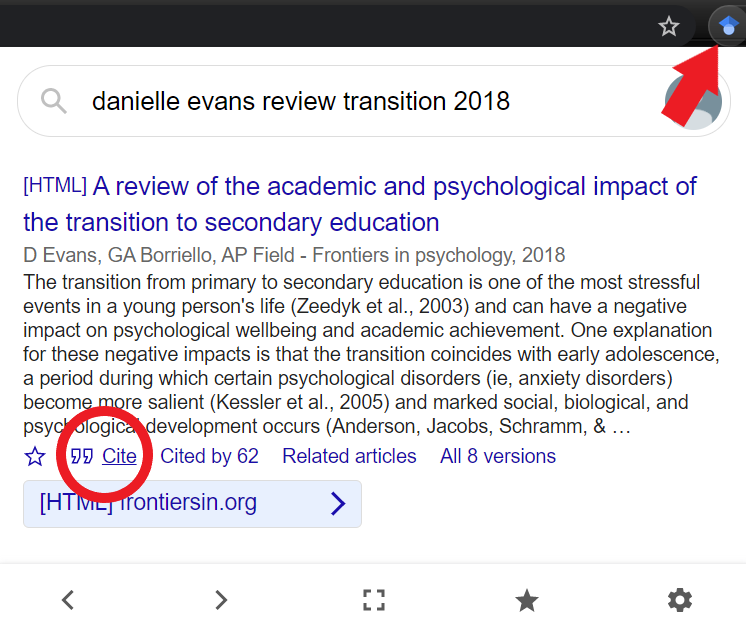 danielle evans review transition 2018
[HTML] A review of the academic and psychological impact of
the transition to secondary education
D Evans, GA Borriello, AP Field - Frontiers in psychology, 2018
The transition from primary to secondary education is one of the most stressful
events in a young person's life (Zeedyk et al., 2003) and can have a negative
impact on psychological wellbeing and academic achievement. One explanation
for these negative impacts is that the transition coincides with early adolescence,
a period during which certain psychological disorders (ie, anxiety disorders)
become more salient (Kessler et al., 2005) and marked social, biological, and
psychological development occurs (Anderson, Jacobs, Schramm, & …
Cite Cited by 62 Related articles All 8 versions
[HTML] frontiersin.org